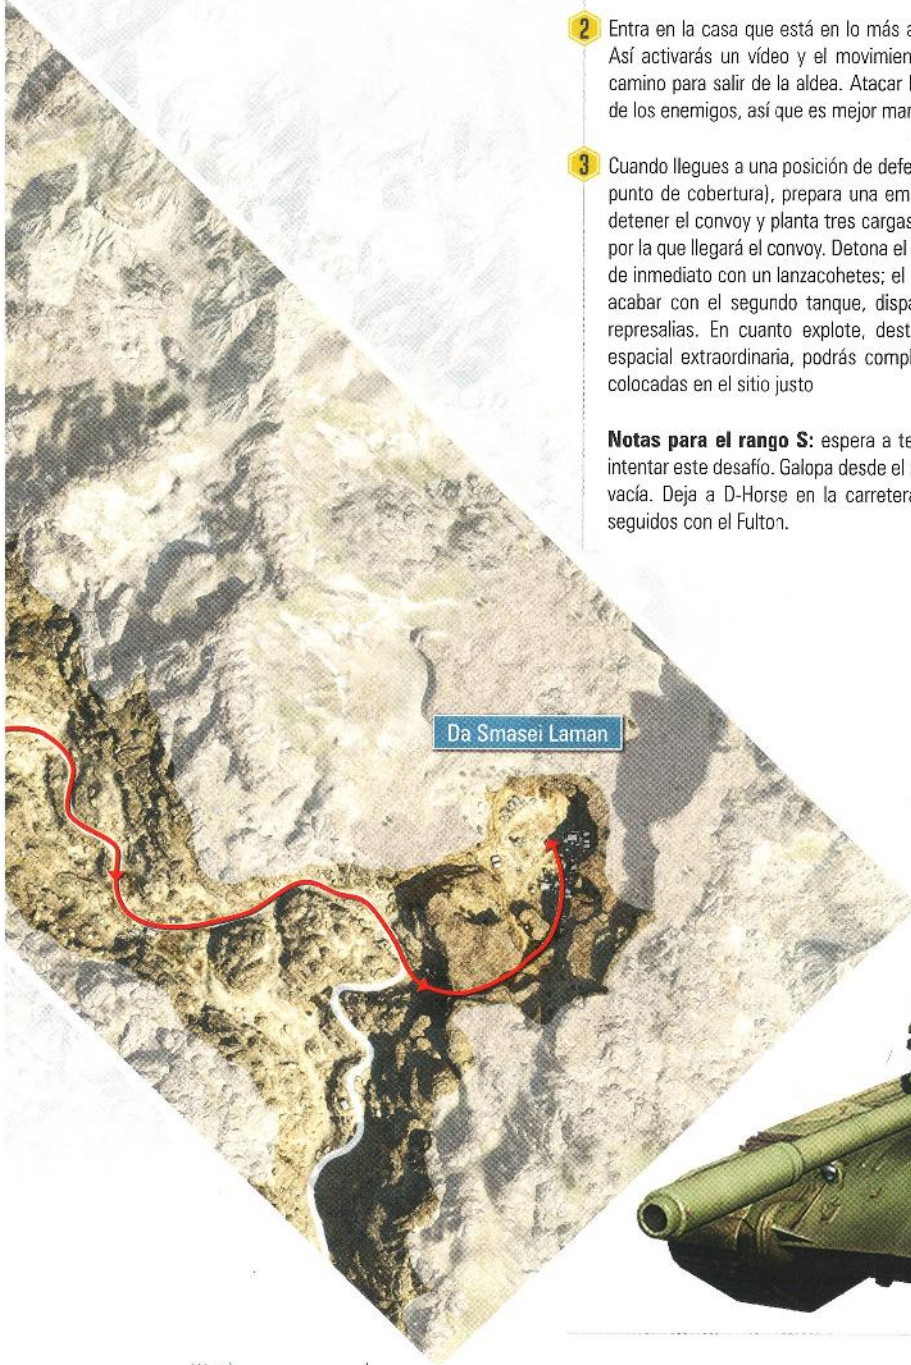 2 Entra en la casa que está en lo más a
Así activarás un vídeo y el movimien
camino para salir de la aldea. Atacar
de los enemigos, así que es mejor mar
3 Cuando llegues a una posición de defe
punto de cobertura), prepara una em
detener el convoy y planta tres cargas
por la que llegará el convoy. Detona el
de inmediato con un lanzacohetes; el
acabar con el segundo tanque, dispa
represalias. En cuanto explote, dest
espacial extraordinaria, podrás compl
colocadas en el sitio justo
Notas para el rango S: espera a te
intentar este desafío. Galopa desde el
vacía. Deja a D-Horse en la carretera
seguidos con el Fulton.
Da Smasei Laman